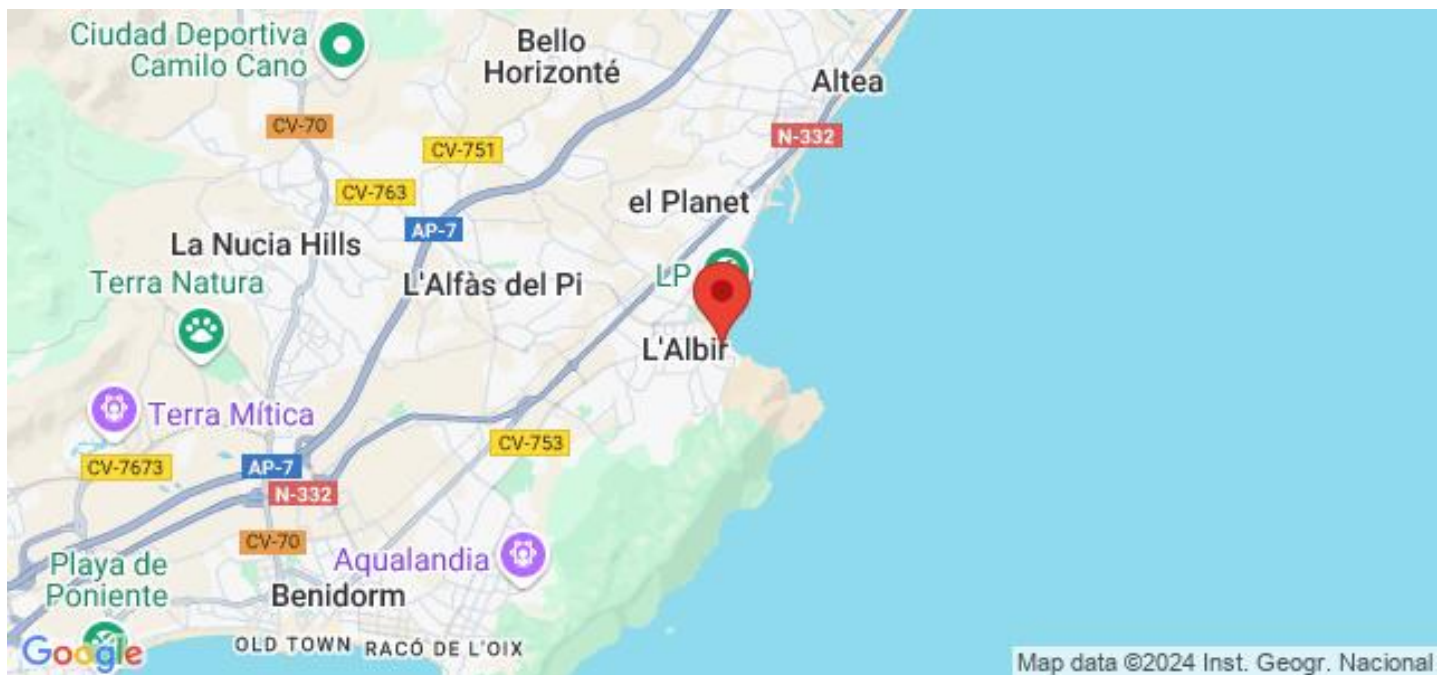 Ciudad Deportiva
Camilo Canó
Bello
Horizonté
Altea
CV-70
N-332
CV-751
CV-763
el Planet
AP-7
La Nucia Hills
LP
Terra Natura
L'Alfàs del Pi
L'Albir
Terra Mítica
CV-753
CV-7673
AP-7
N-332
CV-70
Aqualandia
Playa de
Poniente
Benidorm
OLD TOWN
RACÓ DE L'OIX
Google
Map data ©2024 Inst. Geogr. Nacional